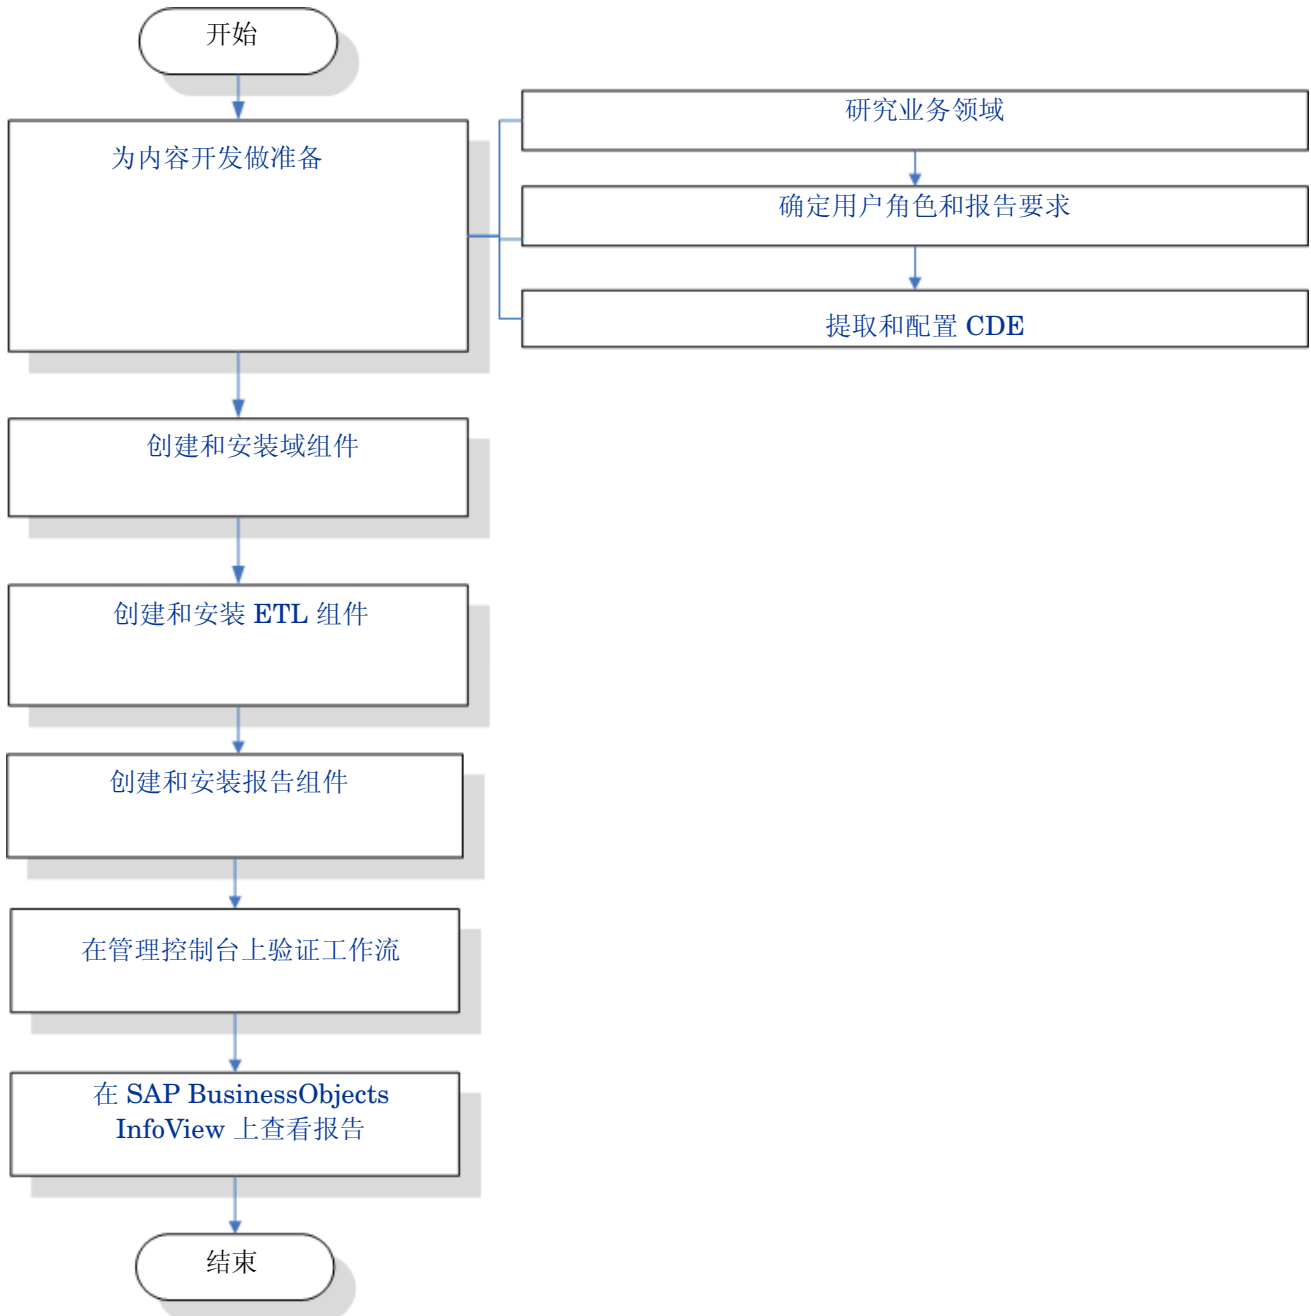 开始
为内容开发做准备
研究业务领域
确定用户角色和报告要求
提取和配置 CDE
创建和安装域组件
创建和安装 ETL 组件
创建和安装报告组件
在管理控制台上验证工作流
在 SAP BusinessObjects
InfoView 上查看报告
结束